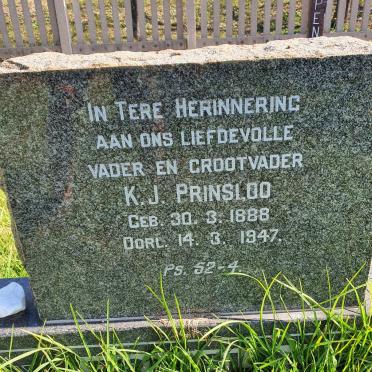 In Tere Herinnering
aan ons liefdevolle
vader en grootvader
K.J. Prinsloo
Geb. 30. 3. 1888
Oorl. 14. 3. 1947.
Ps. 52-4